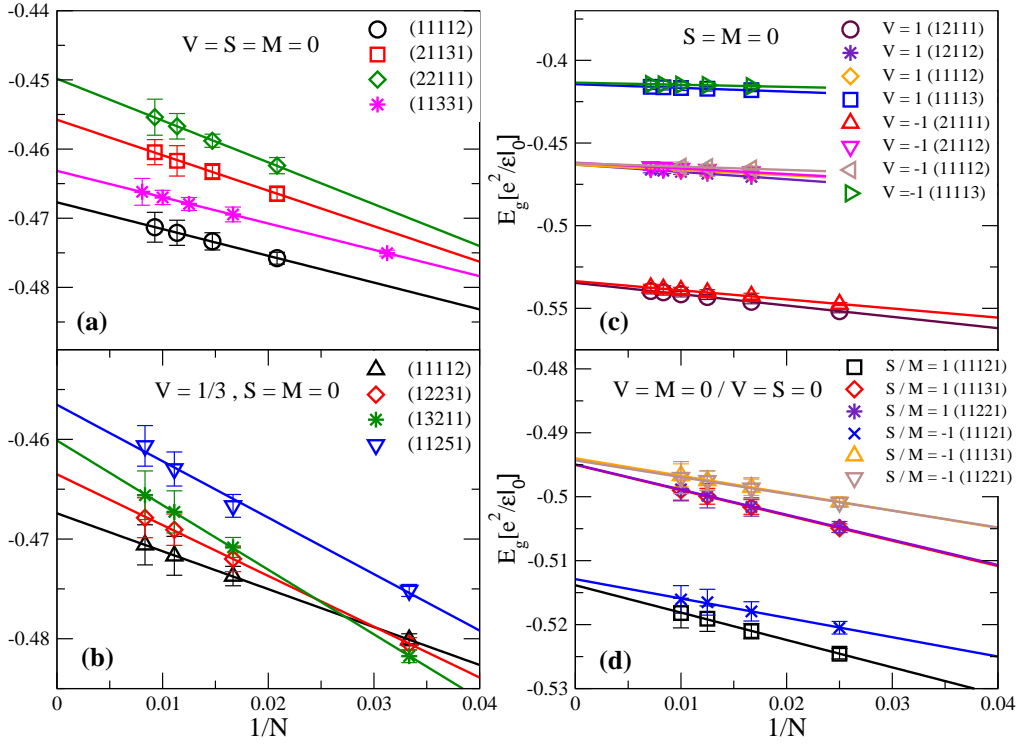 -0.44
-0.45
-0.46
-0.47
-0.48
V = S = M = 0
(11112)
(21131)
(22111)
(11331)
(a)
-0.46
-0.47
-0.48
V = 1/3 , S = M = 0
(11112)
(12231)
(13211)
(11251)
(b)
0
0.01
0.02
0.03
0.04
1/N
E_g[e^2/εl_0]
-0.4
-0.45
-0.5
-0.55
S = M = 0
V = 1 (12111)
V = 1 (12112)
V = 1 (11112)
V = 1 (11113)
V = -1 (21111)
V = -1 (21112)
V = -1 (11112)
V = -1 (11113)
(c)
E_g[e^2/εl_0]
-0.48
-0.49
-0.5
-0.51
-0.52
-0.53
V = M = 0 / V = S = 0
S / M = 1 (11121)
S / M = 1 (11131)
S / M = 1 (11221)
S / M = -1 (11121)
S / M = -1 (11131)
S / M = -1 (11221)
(d)
0
0.01
0.02
0.03
0.04
1/N